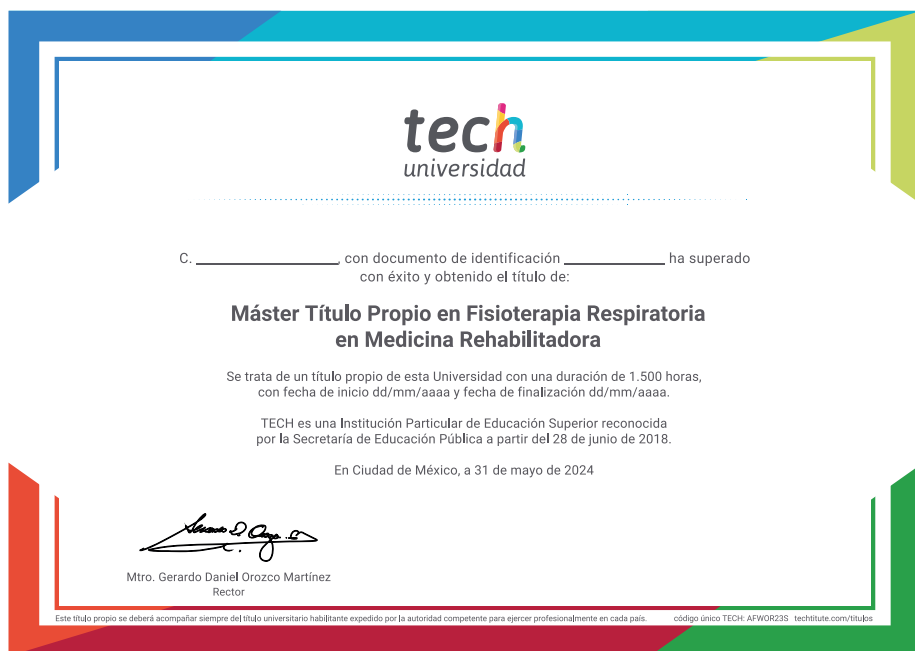 tech
universidad
C. ____________________, con documento de identificación ______________ ha superado
con éxito y obtenido el título de:
Máster Título Propio en Fisioterapia Respiratoria
en Medicina Rehabilitadora
Se trata de un título propio de esta Universidad con una duración de 1.500 horas,
con fecha de inicio dd/mm/aaaa y fecha de finalización dd/mm/aaaa.
TECH es una Institución Particular de Educación Superior reconocida
por la Secretaría de Educación Pública a partir del 28 de junio de 2018.
En Ciudad de México, a 31 de mayo de 2024
Mtro. Gerardo Daniel Orozco Martínez
Rector
Este título propio se deberá acompañar siempre del título universitario habilitante expedido por la autoridad competente para ejercer profesionalmente en cada país. código único TECH: AFWOR23S techtitute.com/titulos